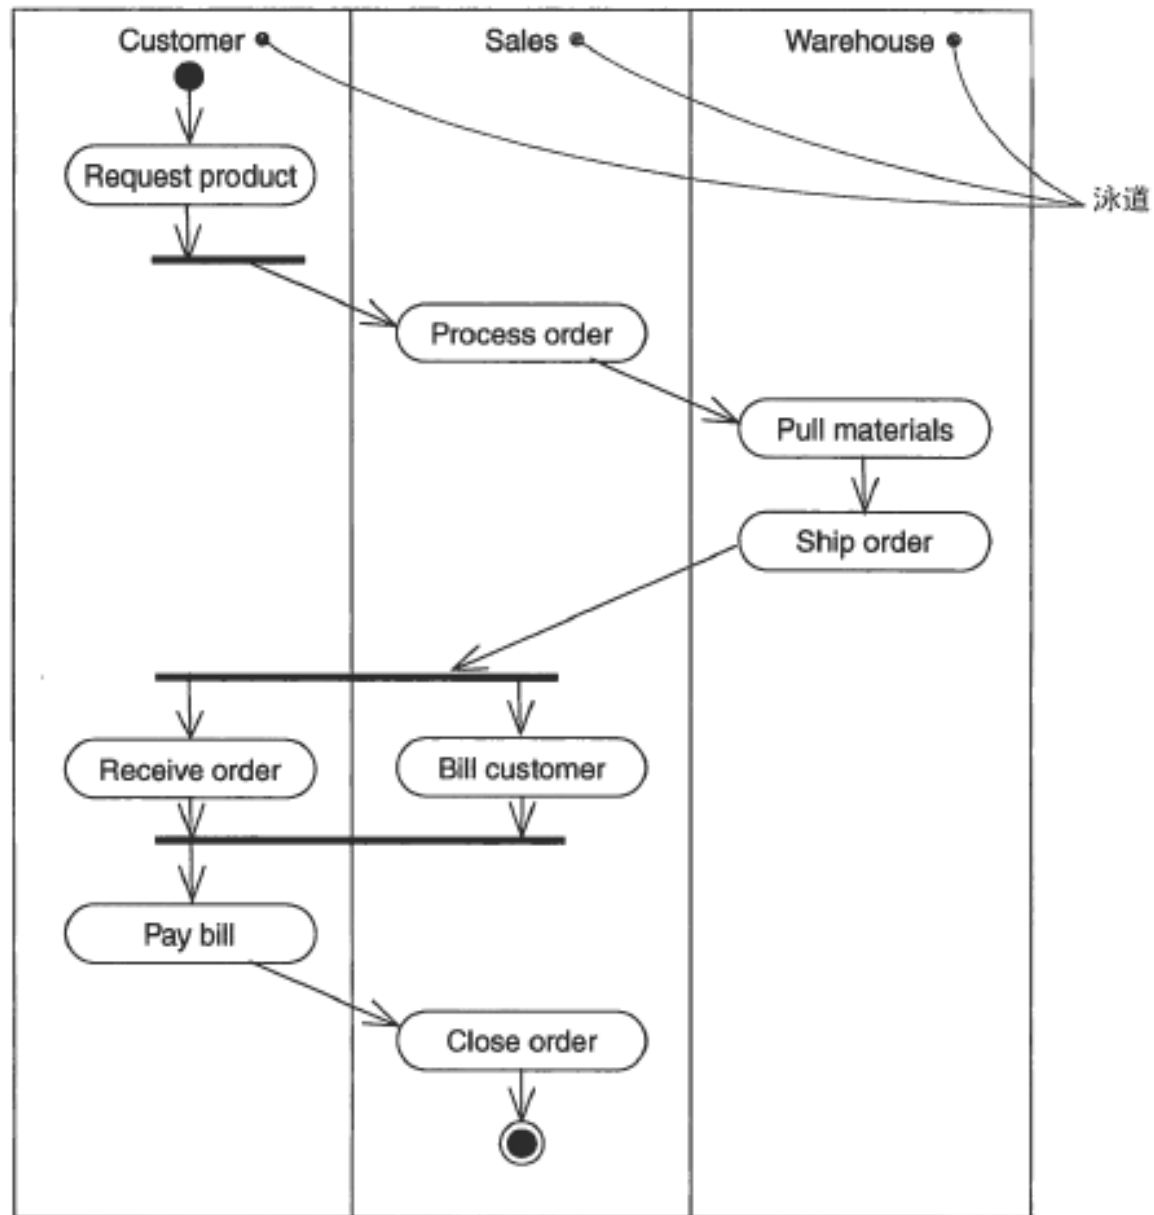 Customer
Sales
Warehouse
Request product
泳道
Process order
Pull materials
Ship order
Receive order
Bill customer
Pay bill
Close order